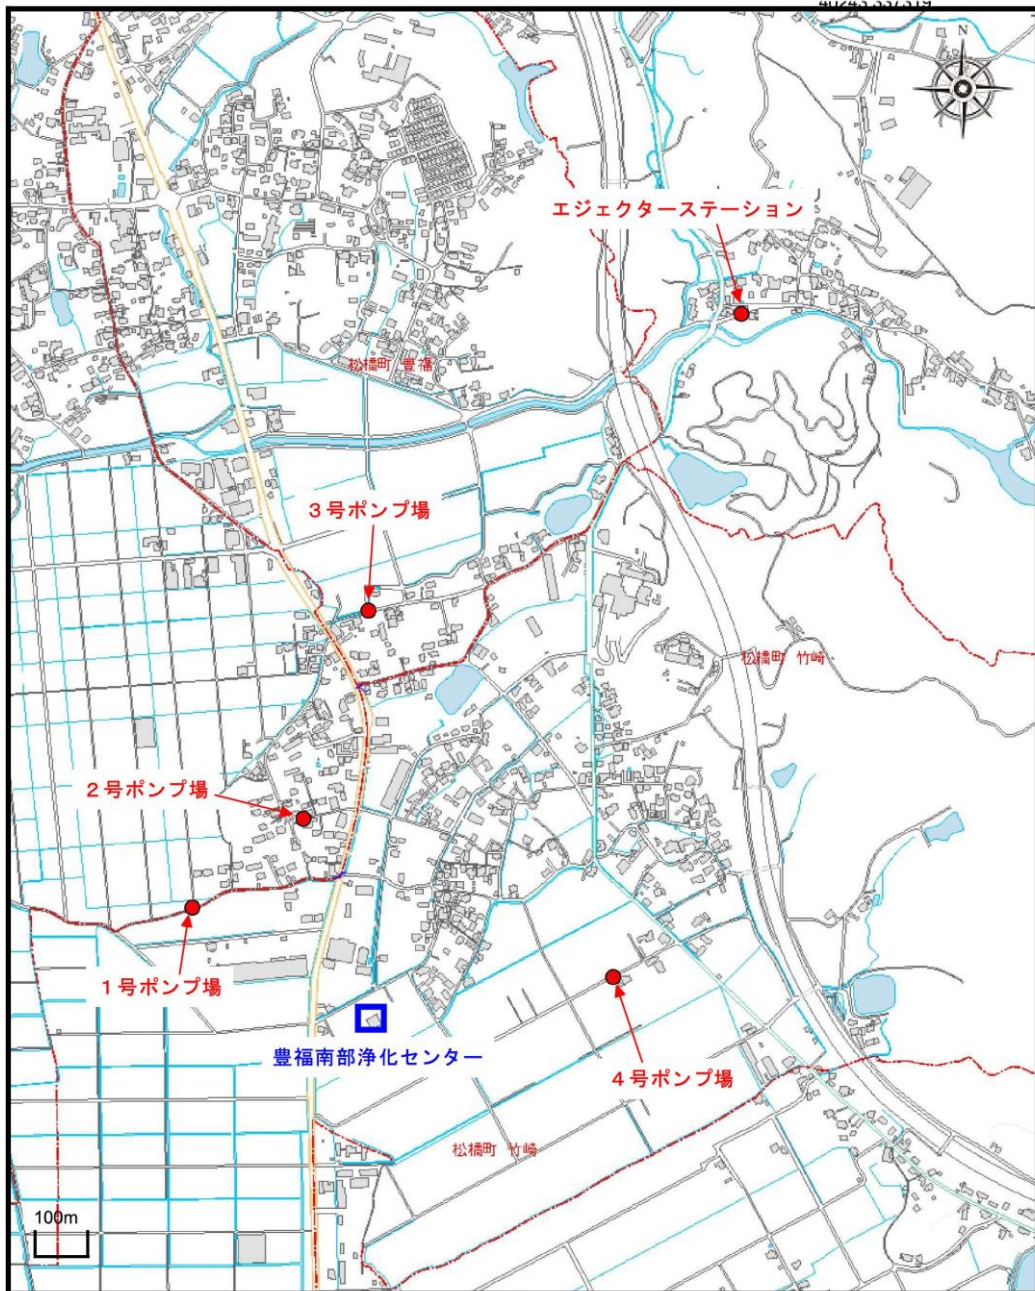 40243.337319
N
エジェクターステーション
松橋町 豊福
３号ポンプ場
松橋町 竹崎
２号ポンプ場
１号ポンプ場
豊福南部浄化センター
４号ポンプ場
松橋町 竹崎
100m